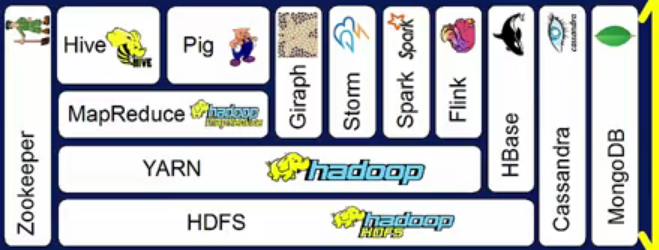 Zookeeper
Hive
HIVE
Pig
Giraph
Storm
Spark
Spark
Flink
HBase
cassandra
Cassandra
MongoDB
MapReduce
hadoop
MapReduce
YARN
hadoop
HDFS
hadoop
HDFS